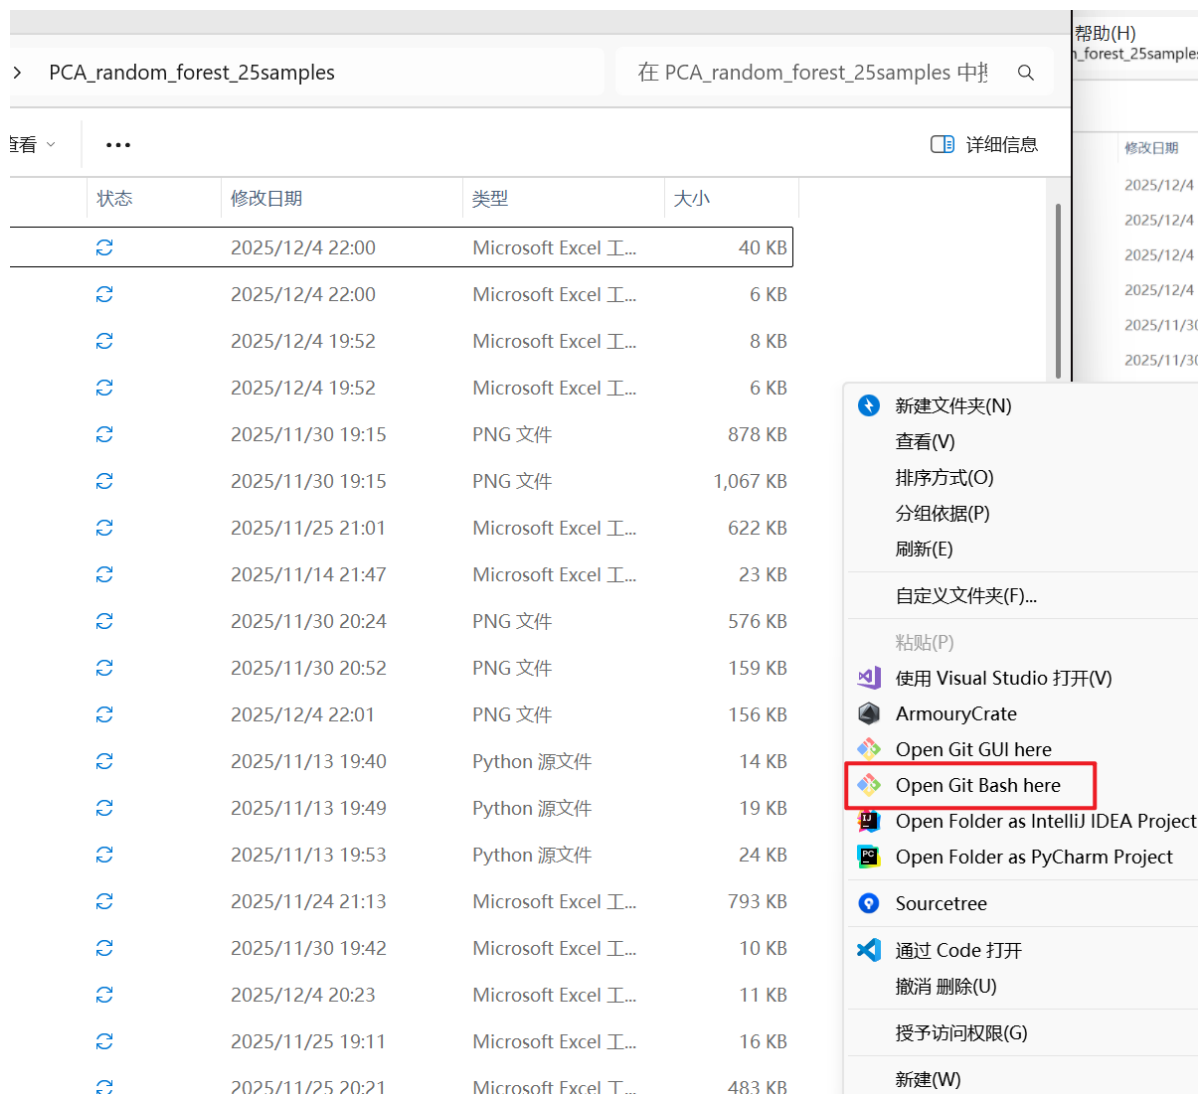 帮助(H)
PCA_random_forest_25samples
在 PCA_random_forest_25samples 中
_forest_25samples
查看
•••
详细信息
修改日期
状态 修改日期 类型 大小
2025/12/4 22:00 Microsoft Excel 工... 40 KB
2025/12/4 22:00 Microsoft Excel 工... 6 KB
2025/12/4 19:52 Microsoft Excel 工... 8 KB
2025/12/4 19:52 Microsoft Excel 工... 6 KB
2025/11/30 19:15 PNG 文件 878 KB
2025/11/30 19:15 PNG 文件 1,067 KB
2025/11/25 21:01 Microsoft Excel 工... 622 KB
2025/11/14 21:47 Microsoft Excel 工... 23 KB
2025/11/30 20:24 PNG 文件 576 KB
2025/11/30 20:52 PNG 文件 159 KB
2025/12/4 22:01 PNG 文件 156 KB
2025/11/13 19:40 Python 源文件 14 KB
2025/11/13 19:49 Python 源文件 19 KB
2025/11/13 19:53 Python 源文件 24 KB
2025/11/24 21:13 Microsoft Excel 工... 793 KB
2025/11/30 19:42 Microsoft Excel 工... 10 KB
2025/12/4 20:23 Microsoft Excel 工... 11 KB
2025/11/25 19:11 Microsoft Excel 工... 16 KB
2025/11/25 20:21 Microsoft Excel 工... 483 KB
2025/12/4
2025/12/4
2025/12/4
2025/12/4
2025/11/30
2025/11/30
新建文件夹(N)
查看(V)
排序方式(O)
分组依据(P)
刷新(E)
自定义文件夹(F)...
粘贴(P)
使用 Visual Studio 打开(V)
ArmouryCrate
Open Git GUI here
Open Git Bash here
Open Folder as IntelliJ IDEA Project
Open Folder as PyCharm Project
Sourcetree
通过 Code 打开
撤消 删除(U)
授予访问权限(G)
新建(W)